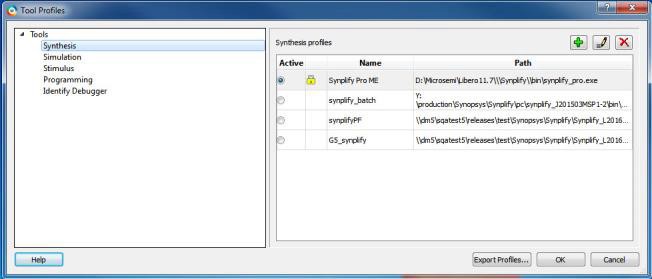 Tool Profiles
Tools
Synthesis
Simulation
Stimulus
Programming
Identify Debugger
Synthesis profiles
Active Name Path
Synplify Pro ME D:\Microsemi\Libero11.7\\\Synplify\\bin\synplify_pro.exe
synplify_batch Y:
\production\Synopsys\Synplify\pc\synplify_J201503MSP1-2\bin\...
synplifyPF \\dm5\sqatest5\releases\test\Synopsys\Synplify\Synplify_L2016...
G5_synplify \\dm5\sqatest5\releases\test\Synopsys\Synplify\Synplify_L2016...
Help Export Profiles... OK Cancel